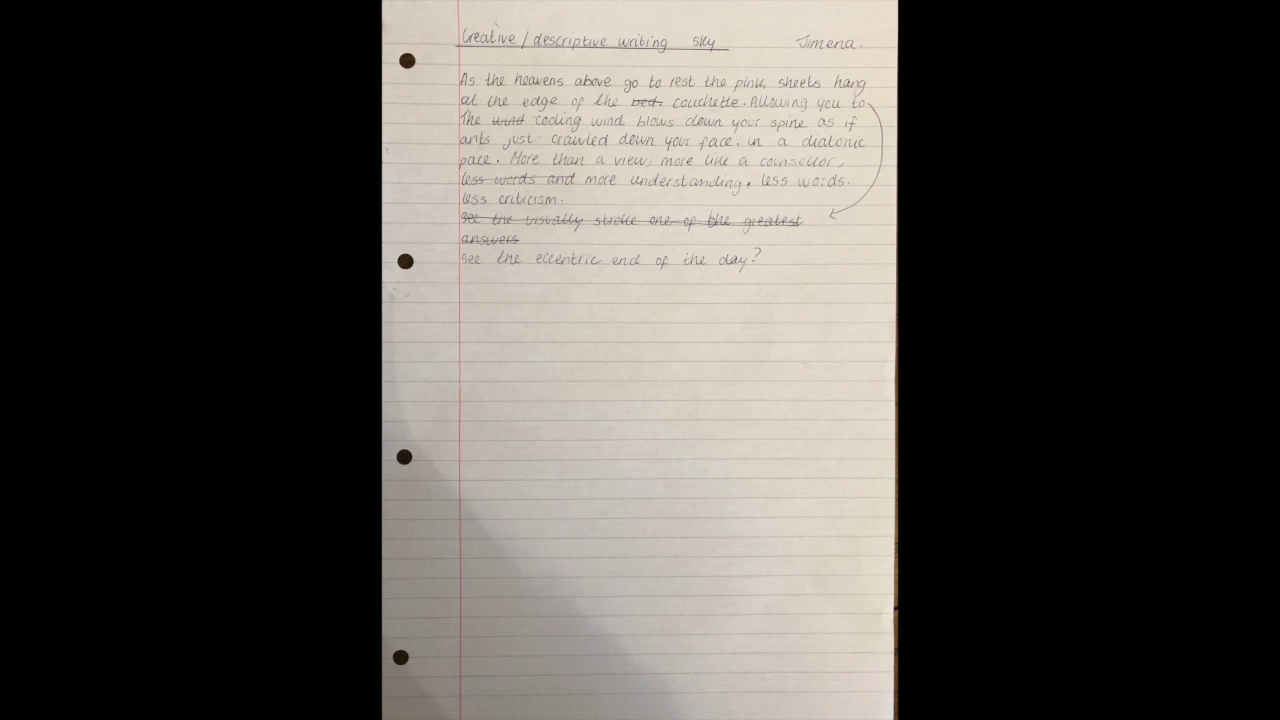 Creative/descriptive writing sky Jimena.
As the heavens above go to rest the pink sheets hang
at the edge of the bed. couchette. Allowing you to
The wind cooling wind blows down your spine as if
ants just crawled down your face. in a diatonic
pace. More than a view, more like a counsellor,
less words and more understanding, less words.
less criticism.
see the visually stroke one of the greatest
answers
see the eccentric end of the day?